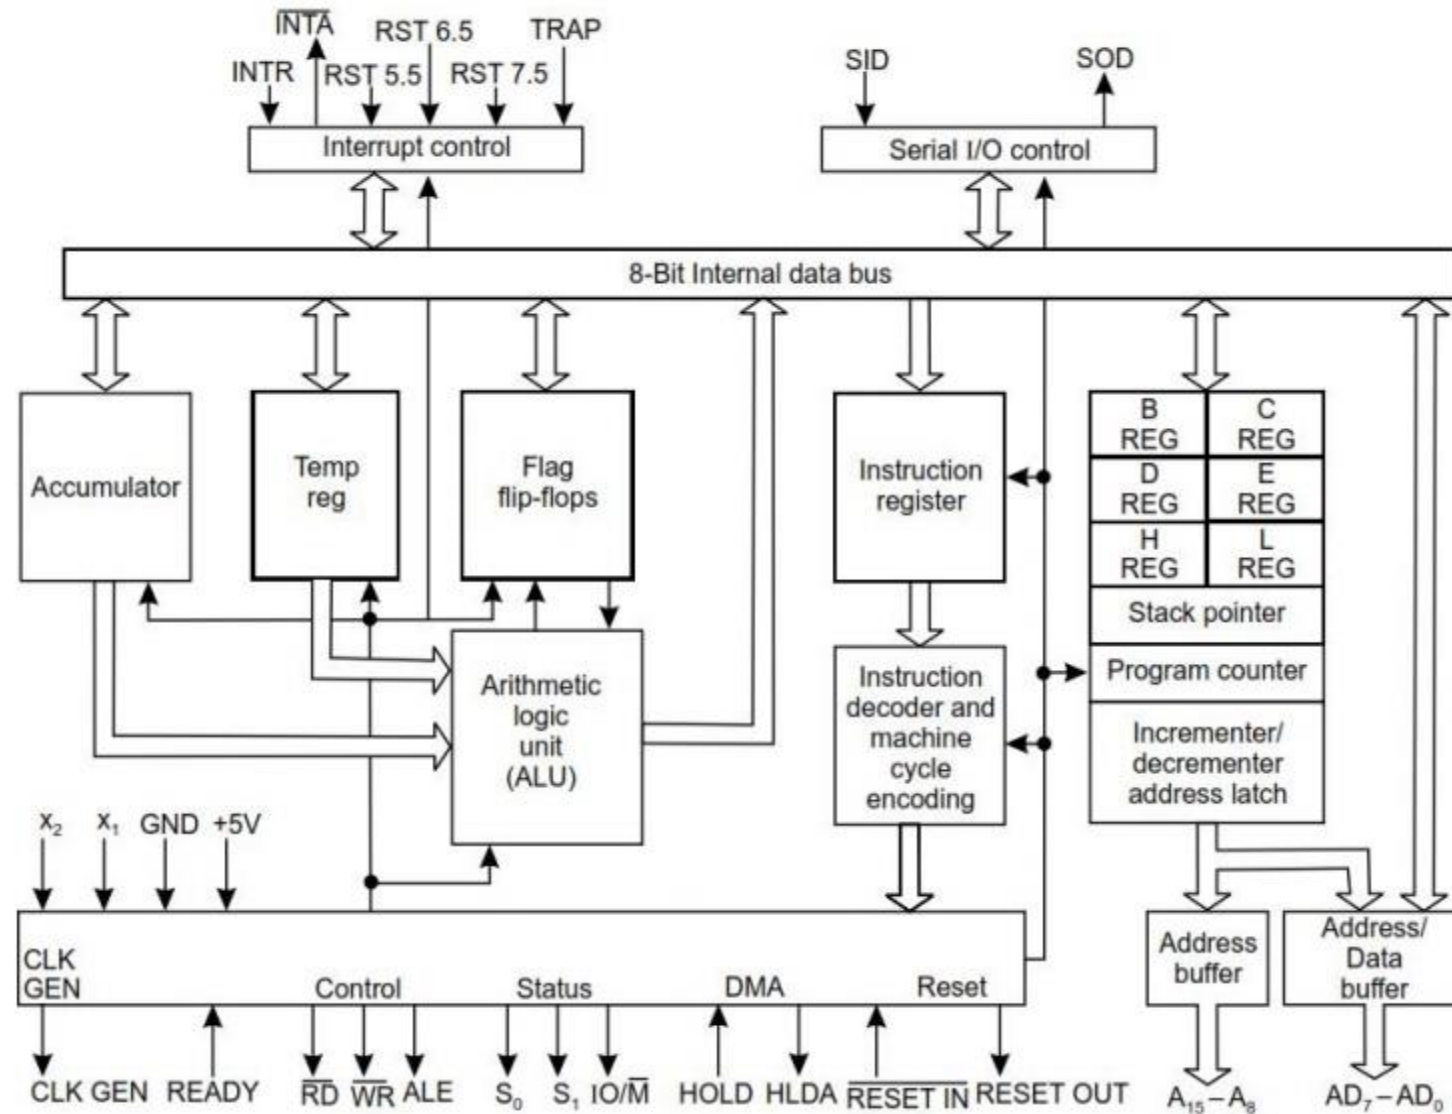 INTA
INTR
RST 5.5
RST 6.5
RST 7.5
TRAP
SID
SOD
Interrupt control
Serial I/O control
8-Bit Internal data bus
Accumulator
Temp
reg
Flag
flip-flops
Instruction
register
B
REG
C
REG
D
REG
E
REG
H
REG
L
REG
Stack pointer
Program counter
Incrementer/
decrementer
address latch
Arithmetic
logic
unit
(ALU)
Instruction
decoder and
machine
cycle
encoding
X₂
X₁
GND
+5V
CLK
GEN
Control
Status
DMA
Reset
Address
buffer
Address/
Data
buffer
CLK GEN
READY
RD
WR
ALE
S₀
S₁
IO/M
HOLD
HLDA
RESET IN
RESET OUT
A₁₅ – A₈
AD₇ – AD₀